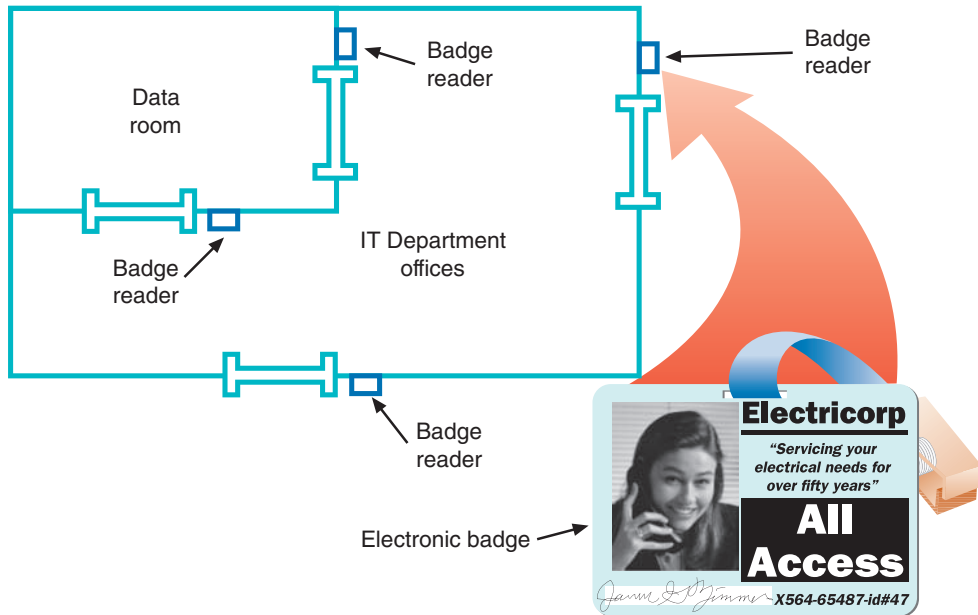 Badge
reader
Badge
reader
Data
room
IT Department
offices
Badge
reader
Badge
reader
Electronic badge
Electricorp
“Servicing your
electrical needs for
over fifty years”
All
Access
X564-65487-id#47